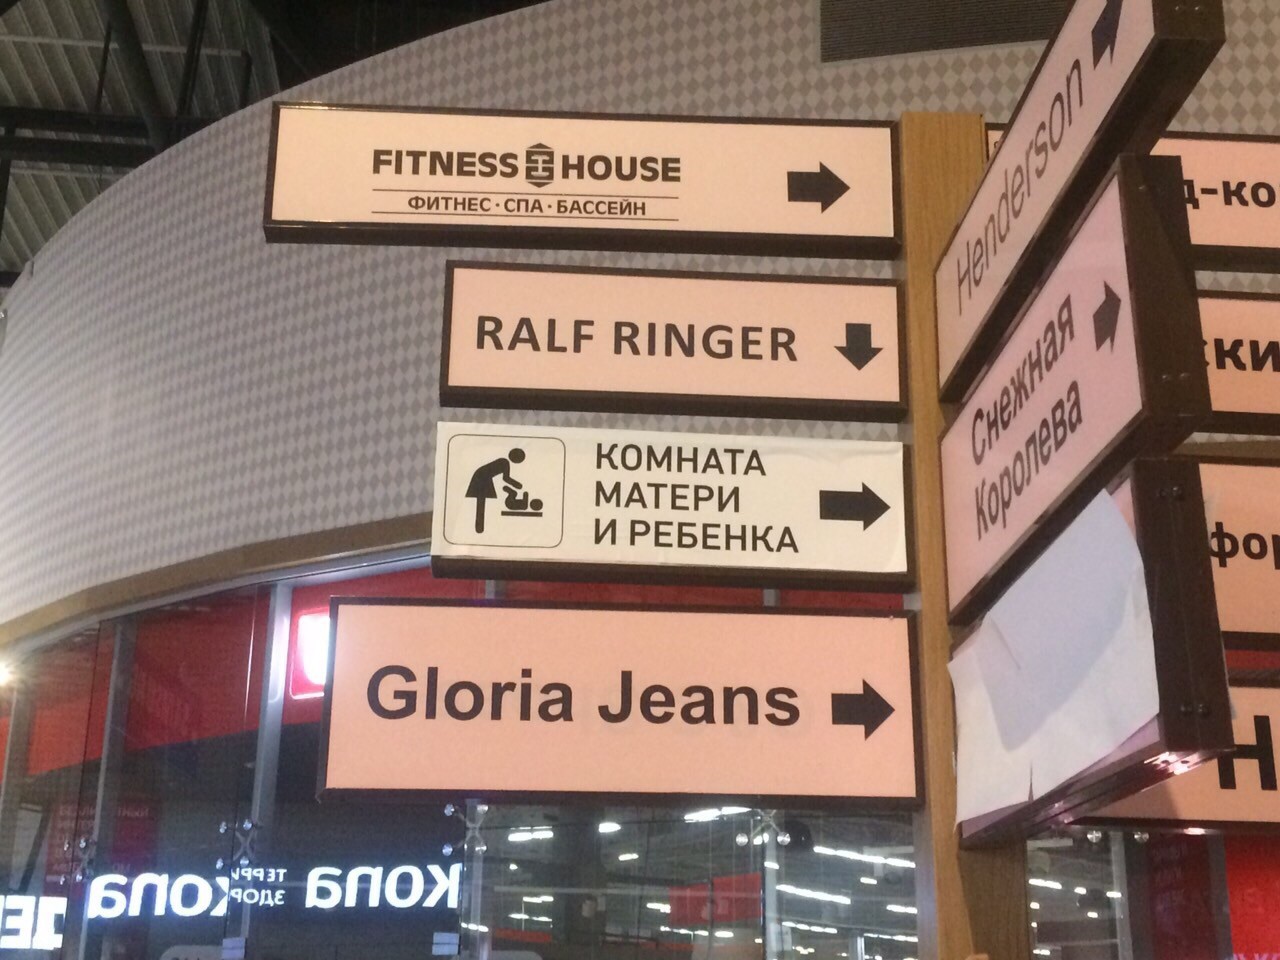 FITNESS HOUSE
ФИТНЕС · СПА · БАССЕЙН
RALF RINGER
КОМНАТА
МАТЕРИ
И РЕБЕНКА
Gloria Jeans
Henderson
Снежная
Королева